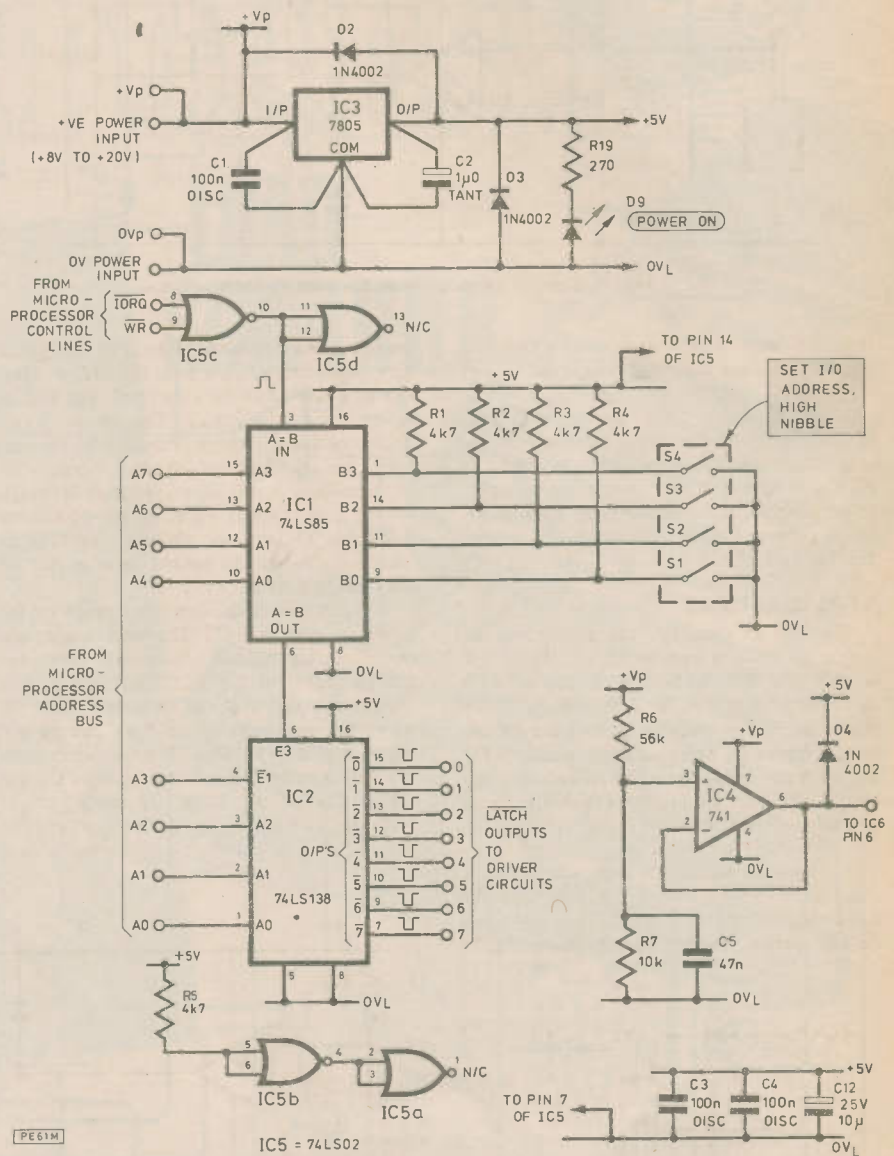 +Vp
D2
1N4002
+Vp
+VE POWER
INPUT
(+8V TO +20V)
I/P
IC3
7805
COM
O/P
+5V
C1
100n
DISC
C2
1µ0
TANT
D3
1N4002
R19
270
D9
POWER ON
0Vp
0V POWER
INPUT
0VL
FROM
MICRO-
PROCESSOR
CONTROL
LINES
IORQ
8
WR
9
10
IC5c
11
12
13
N/C
IC5d
TO PIN 14
OF IC5
+5V
SET I/O
ADDRESS,
HIGH
NIBBLE
3
16
R1
4k7
R2
4k7
R3
4k7
R4
4k7
A=B
IN
A7
15
A3
B3
1
S4
A6
13
A2
IC1
B2
14
S3
A5
12
A1
74LS85
B1
11
S2
A4
10
A0
B0
9
S1
A=B
OUT
6
8
0VL
0VL
FROM
MICRO-
PROCESSOR
ADDRESS
BUS
+5V
6
16
E3
A3
4
E1
IC2
A2
3
A2
O/P'S
A1
2
A1
74LS138
A0
1
A0
0
15
0
1
14
1
2
13
2
3
12
3
4
11
4
5
10
5
6
9
6
7
7
7
LATCH
OUTPUTS
TO
DRIVER
CIRCUITS
5
8
0VL
+Vp
R6
56k
+Vp
+5V
D4
1N
4002
3
+
7
IC4
741
6
2
−
4
0VL
TO IC6
PIN 6
R7
10k
C5
47n
0VL
+5V
R5
4k7
5
6
4
IC5b
2
3
1
N/C
IC5a
TO PIN 7
OF IC5
+5V
C3
100n
DISC
C4
100n
DISC
C12
25V
10µ
0VL
PE61M
IC5 = 74LS02